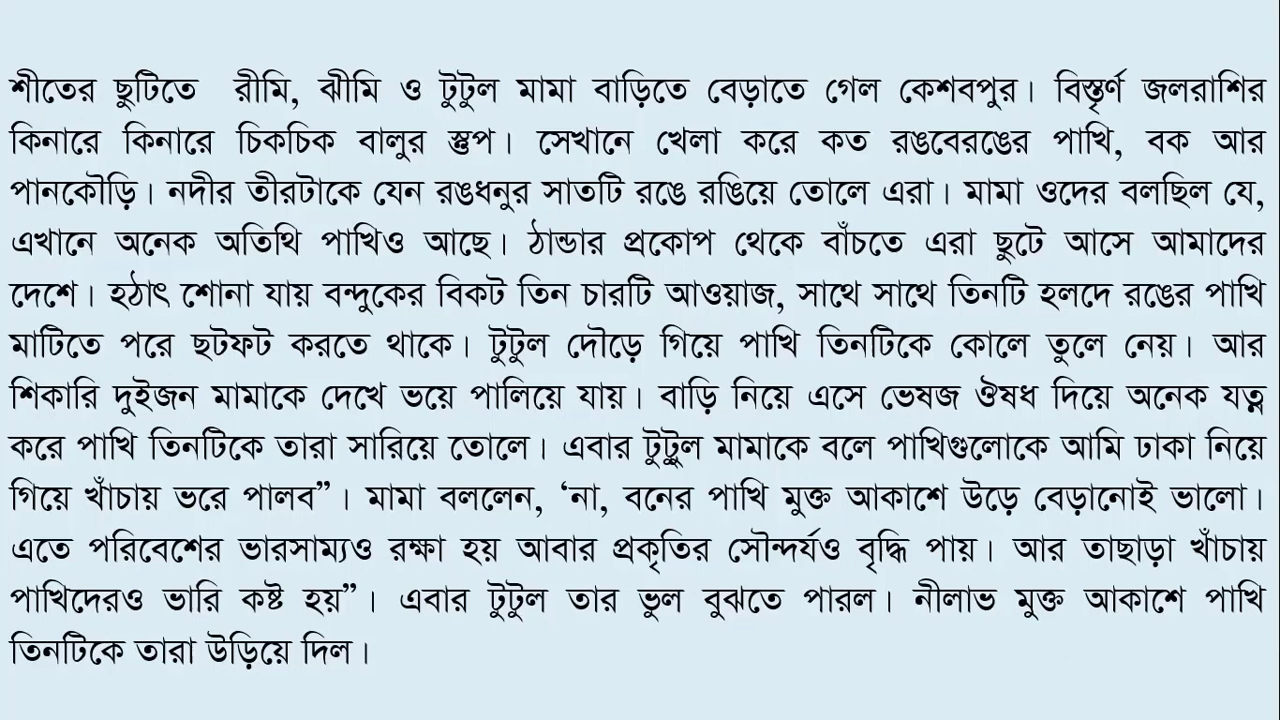 শীতের ছুটিতে রীমি, ঝীমি ও টুটুল মামা বাড়িতে বেড়াতে গেল কেশবপুর। বিস্তৃর্ণ জলরাশির
কিনারে কিনারে চিকচিক বালুর স্তুপ। সেখানে খেলা করে কত রঙবেরঙের পাখি, বক আর
পানকৌড়ি। নদীর তীরটাকে যেন রঙধনুর সাতটি রঙে রঙিয়ে তোলে এরা। মামা ওদের বলছিল যে,
এখানে অনেক অতিথি পাখিও আছে। ঠান্ডার প্রকোপ থেকে বাঁচতে এরা ছুটে আসে আমাদের
দেশে। হঠাৎ শোনা যায় বন্দুকের বিকট তিন চারটি আওয়াজ, সাথে সাথে তিনটি হলদে রঙের পাখি
মাটিতে পরে ছটফট করতে থাকে। টুটুল দৌড়ে গিয়ে পাখি তিনটিকে কোলে তুলে নেয়। আর
শিকারি দুইজন মামাকে দেখে ভয়ে পালিয়ে যায়। বাড়ি নিয়ে এসে ভেষজ ঔষধ দিয়ে অনেক যত্ন
করে পাখি তিনটিকে তারা সারিয়ে তোলে। এবার টুটুুল মামাকে বলে পাখিগুলোকে আমি ঢাকা নিয়ে
গিয়ে খাঁচায় ভরে পালব”। মামা বললেন, ‘না, বনের পাখি মুক্ত আকাশে উড়ে বেড়ানোই ভালো।
এতে পরিবেশের ভারসাম্যও রক্ষা হয় আবার প্রকৃতির সৌন্দর্যও বৃদ্ধি পায়। আর তাছাড়া খাঁচায়
পাখিদেরও ভারি কষ্ট হয়”। এবার টুটুল তার ভুল বুঝতে পারল। নীলাভ মুক্ত আকাশে পাখি
তিনটিকে তারা উড়িয়ে দিল।